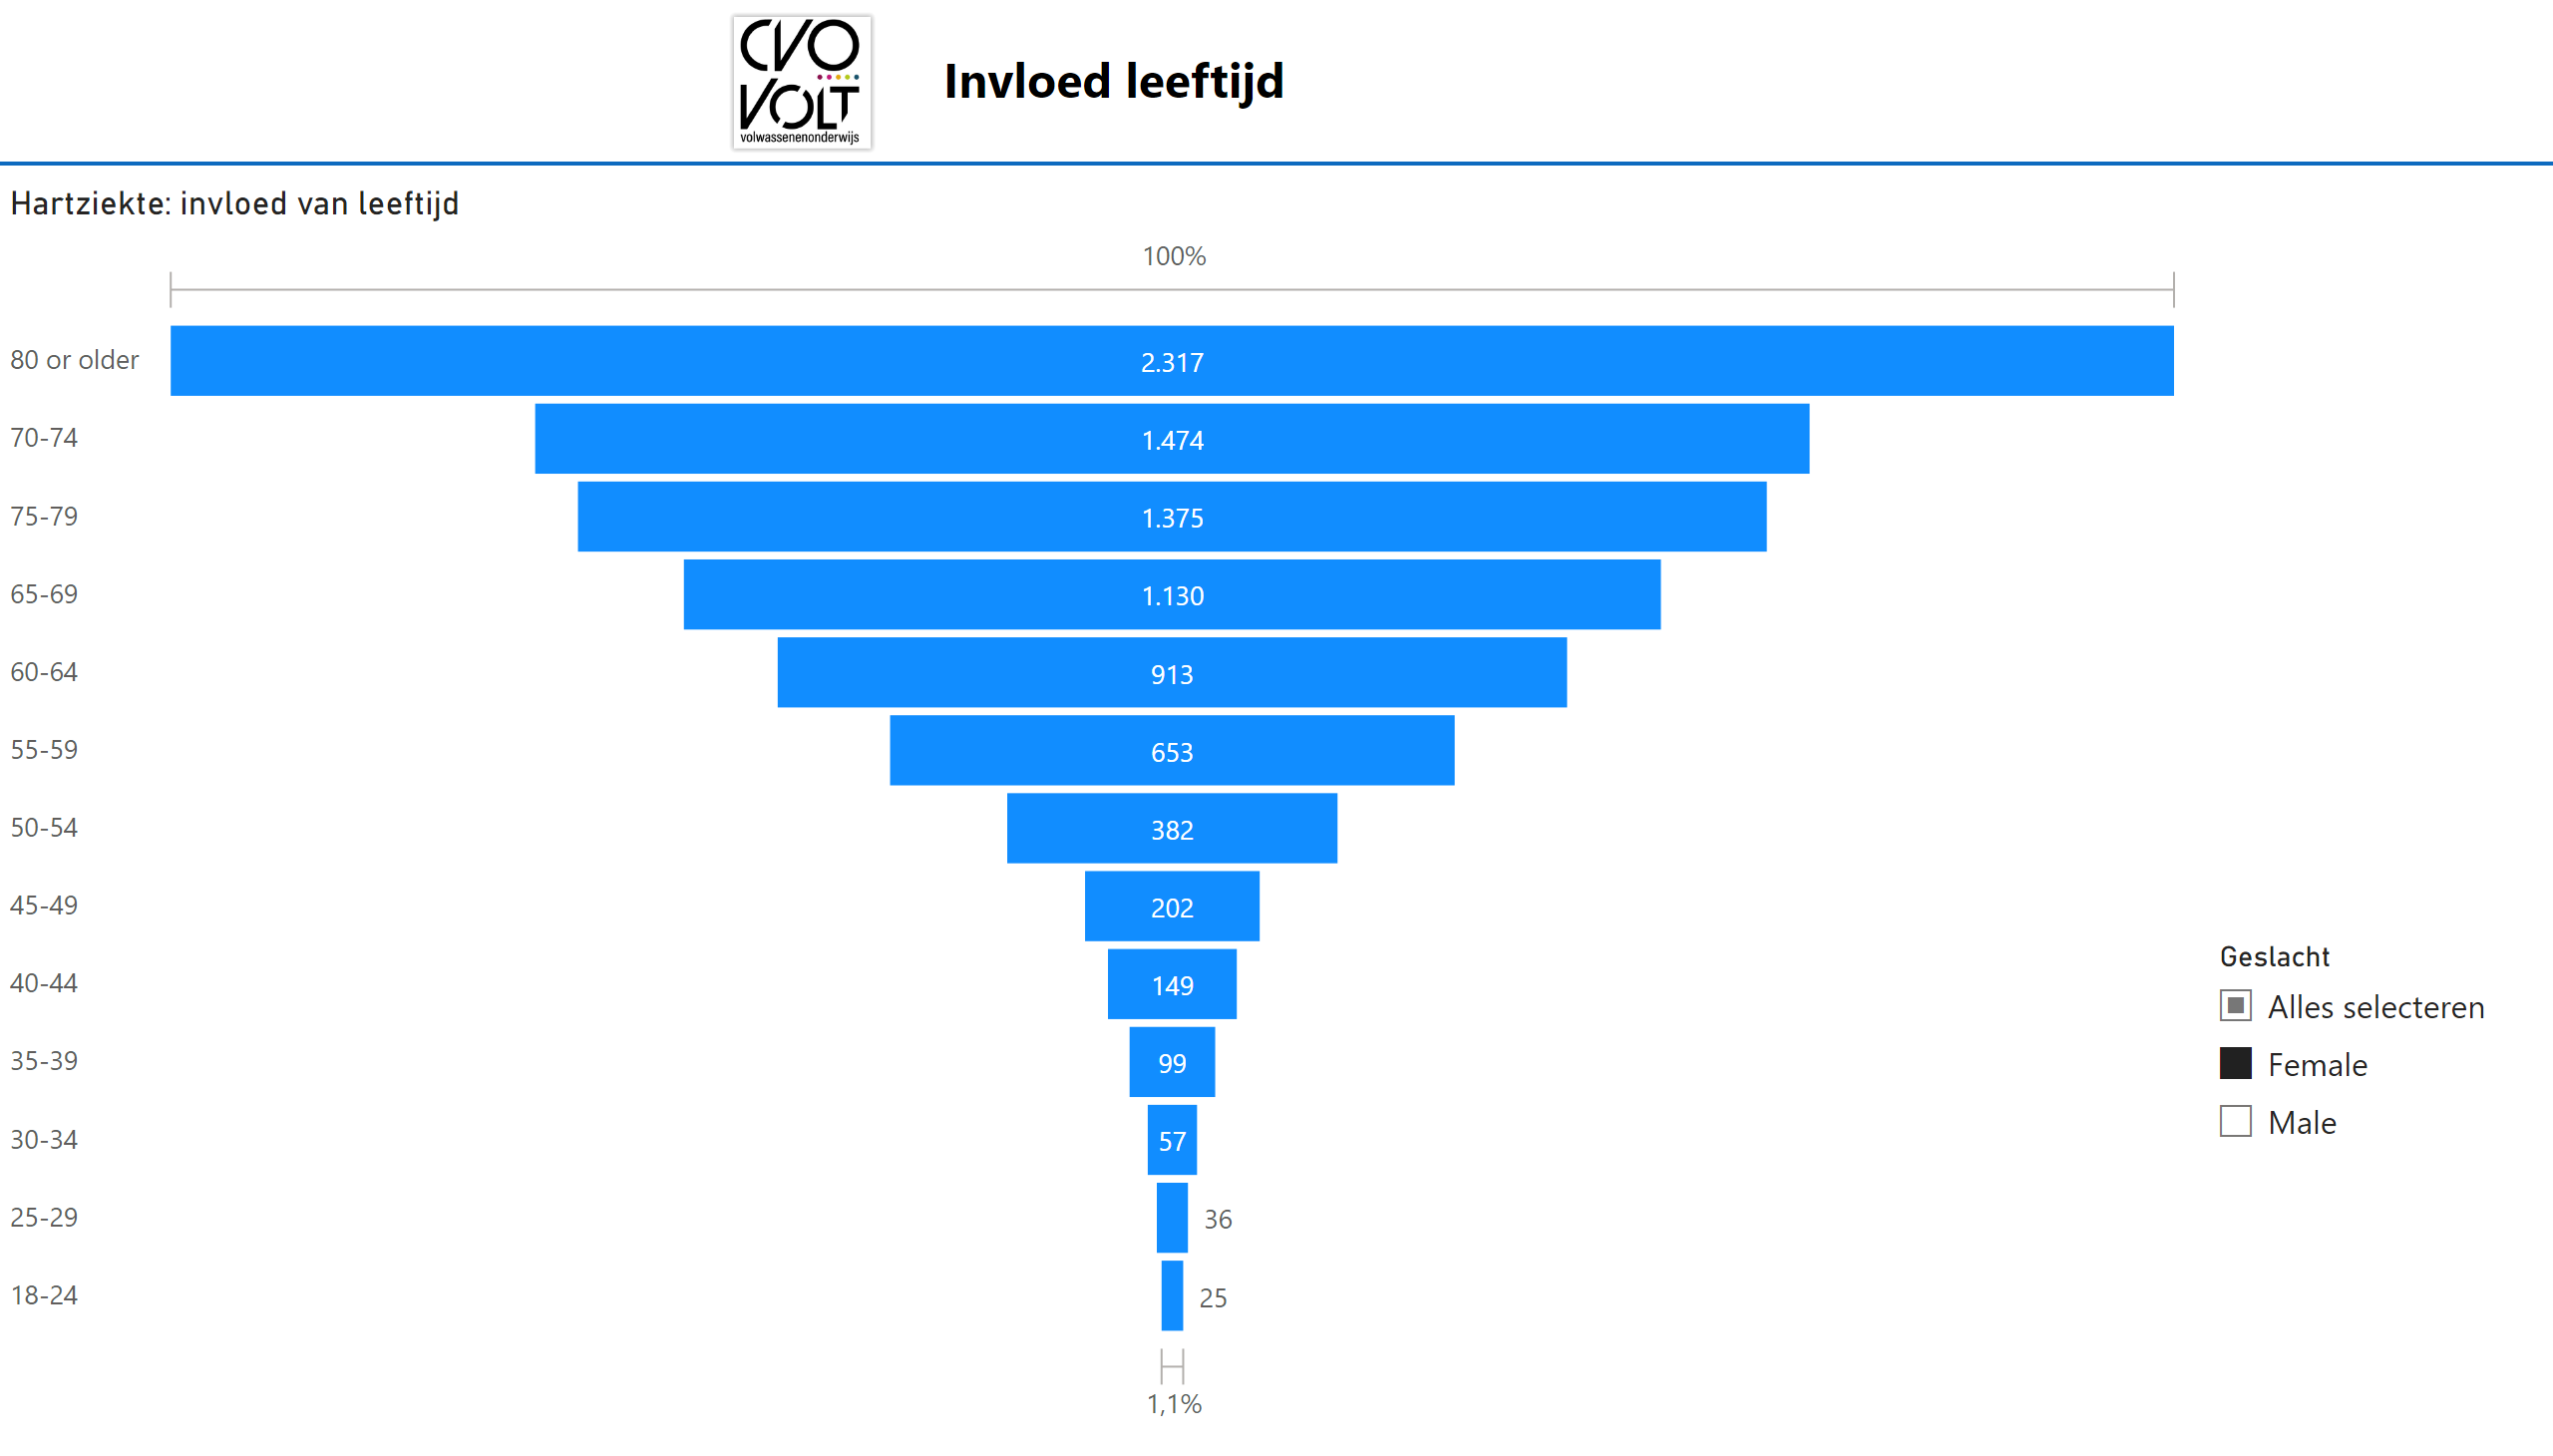 CVO
VOLT
volwassenenonderwijs
Invloed leeftijd
Hartziekte: invloed van leeftijd
100%
80 or older 2.317
70-74 1.474
75-79 1.375
65-69 1.130
60-64 913
55-59 653
50-54 382
45-49 202
40-44 149
35-39 99
30-34 57
25-29 36
18-24 25
1,1%
Geslacht
Alles selecteren
Female
Male